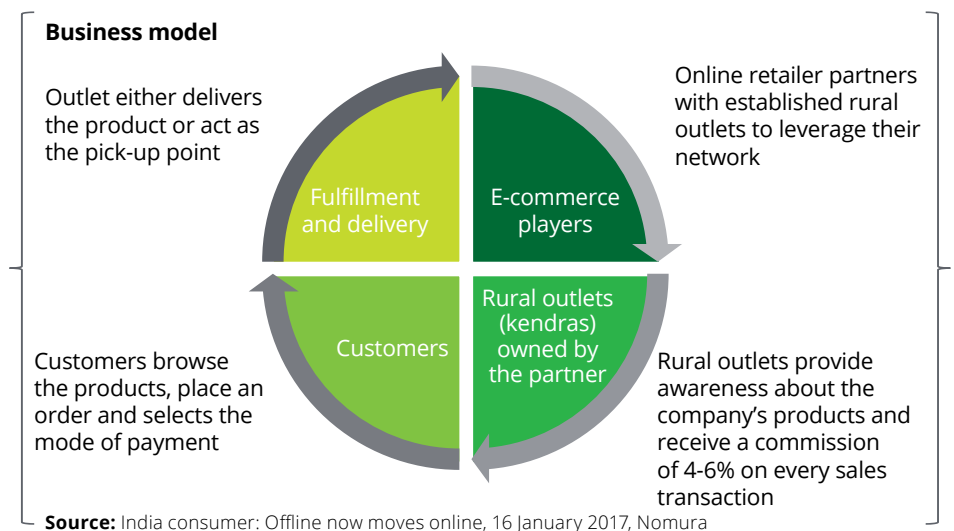 Business model
Outlet either delivers
the product or act as
the pick-up point
Online retailer partners
with established rural
outlets to leverage their
network
Fulfillment
and delivery
E-commerce
players
Customers
Rural outlets
(kendras)
owned by
the partner
Customers browse
the products, place an
order and selects the
mode of payment
Rural outlets provide
awareness about the
company’s products and
receive a commission
of 4-6% on every sales
transaction
Source: India consumer: Offline now moves online, 16 January 2017, Nomura